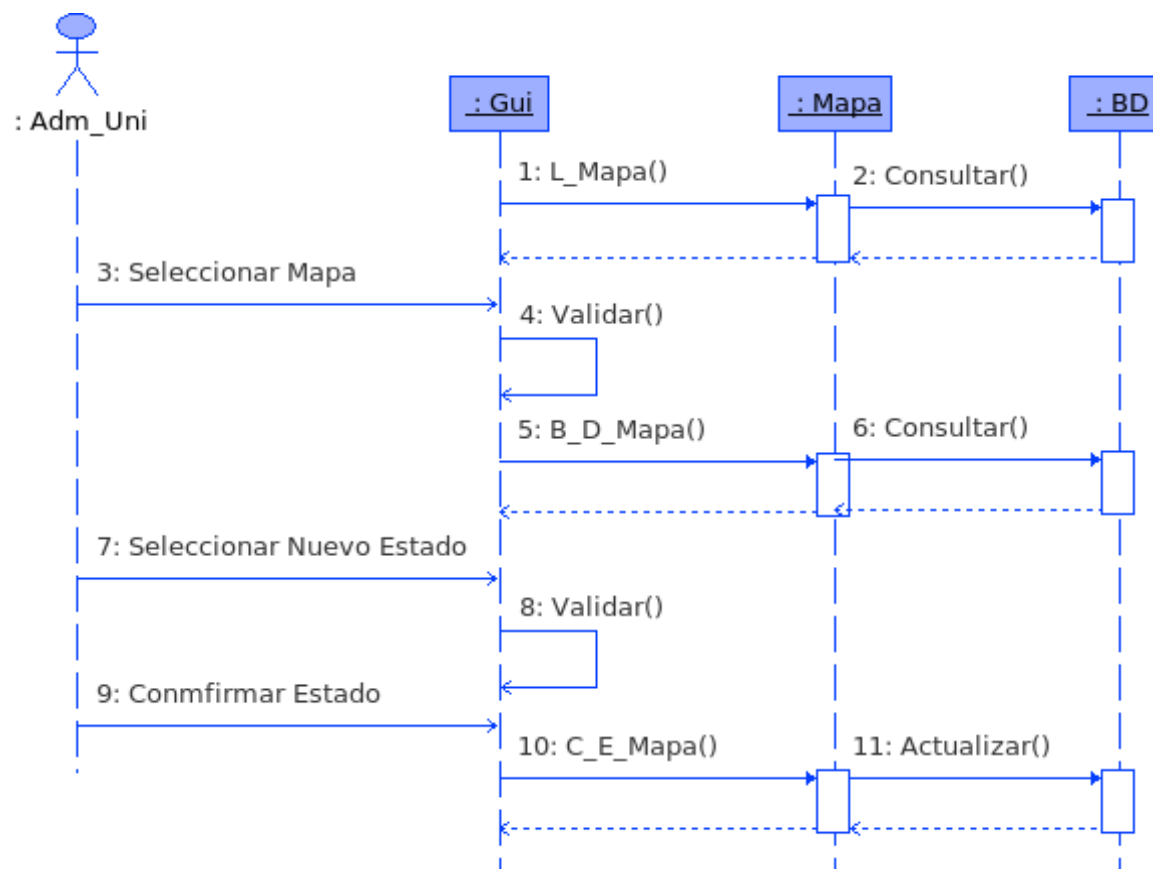 : Adm_Uni
: Gui
: Mapa
: BD
1: L_Mapa()
2: Consultar()
3: Seleccionar Mapa
4: Validar()
5: B_D_Mapa()
6: Consultar()
7: Seleccionar Nuevo Estado
8: Validar()
9: Conmfirmar Estado
10: C_E_Mapa()
11: Actualizar()